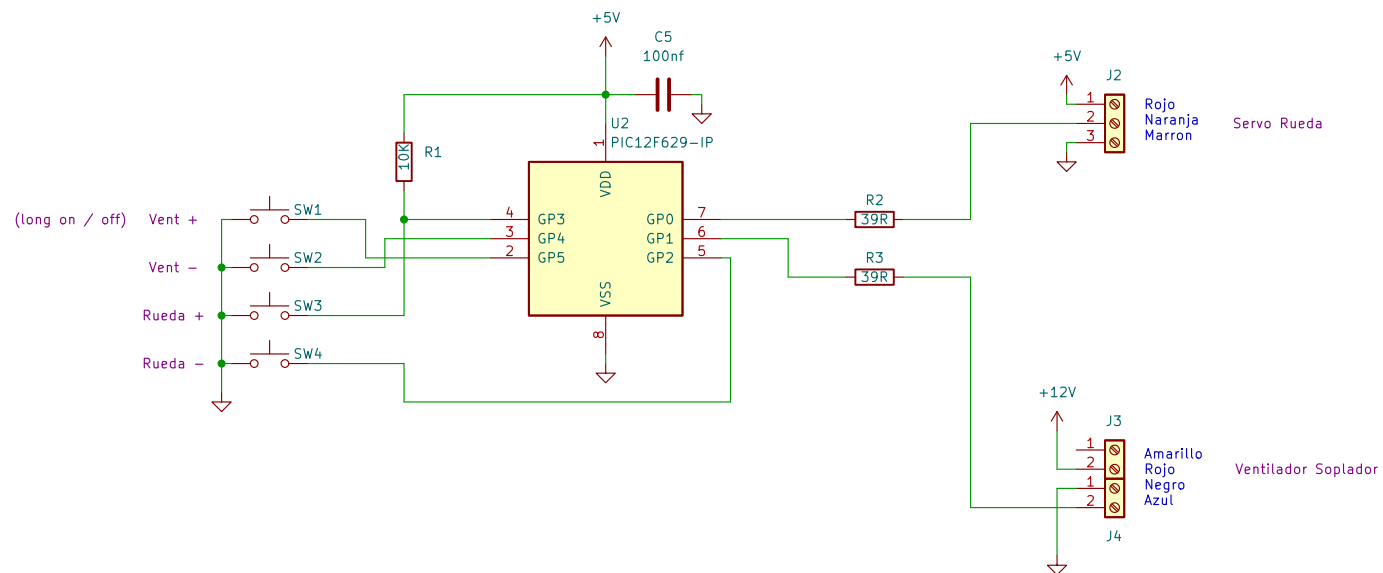 +5V
C5
100nf
+5V
J2
1
Rojo
2
Naranja
3
Marron
Servo Rueda
U2
PIC12F629-IP
1
VDD
10K
R1
(long on / off)
Vent +
SW1
4
GP3
GP0
7
R2
39R
3
GP4
GP1
6
2
GP5
GP2
5
Vent -
SW2
R3
39R
VSS
8
Rueda +
SW3
Rueda -
SW4
+12V
J3
1
Amarillo
2
Rojo
1
Negro
2
Azul
Ventilador Soplador
J4